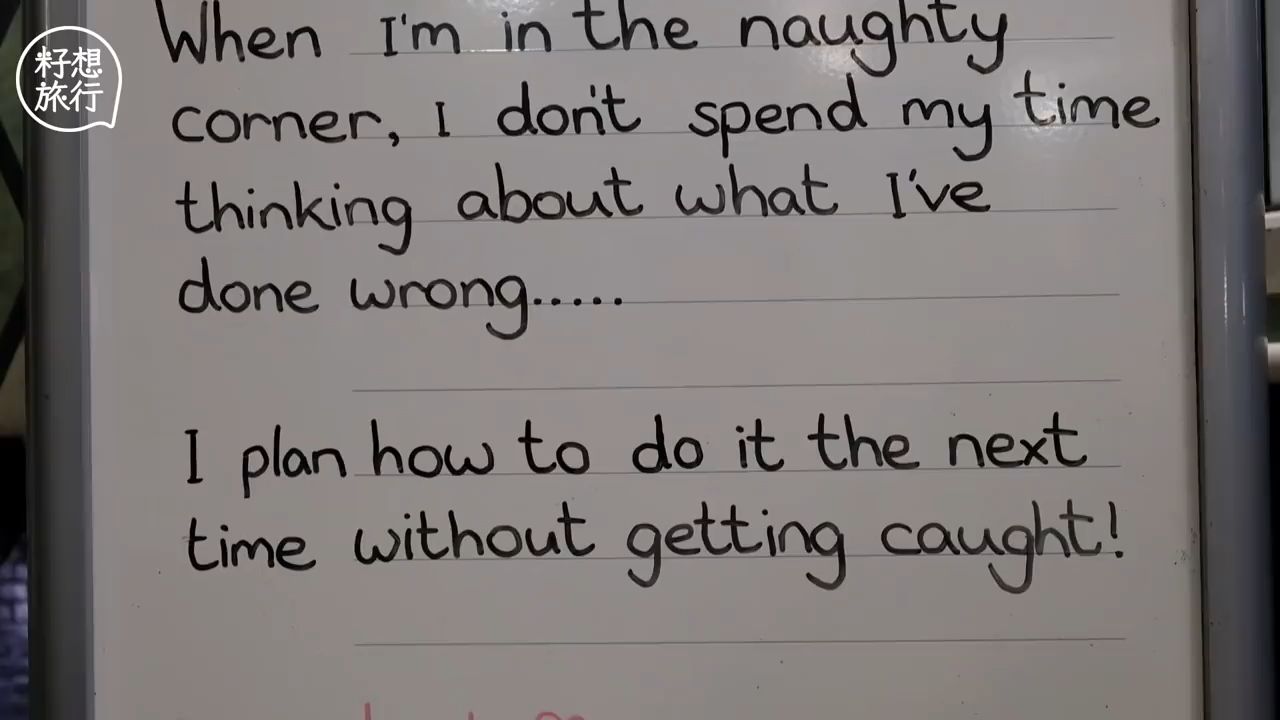 籽想
旅行
When I'm in the naughty
corner, I don't spend my time
thinking about what I've
done wrong.....
I plan how to do it the next
time without getting caught!